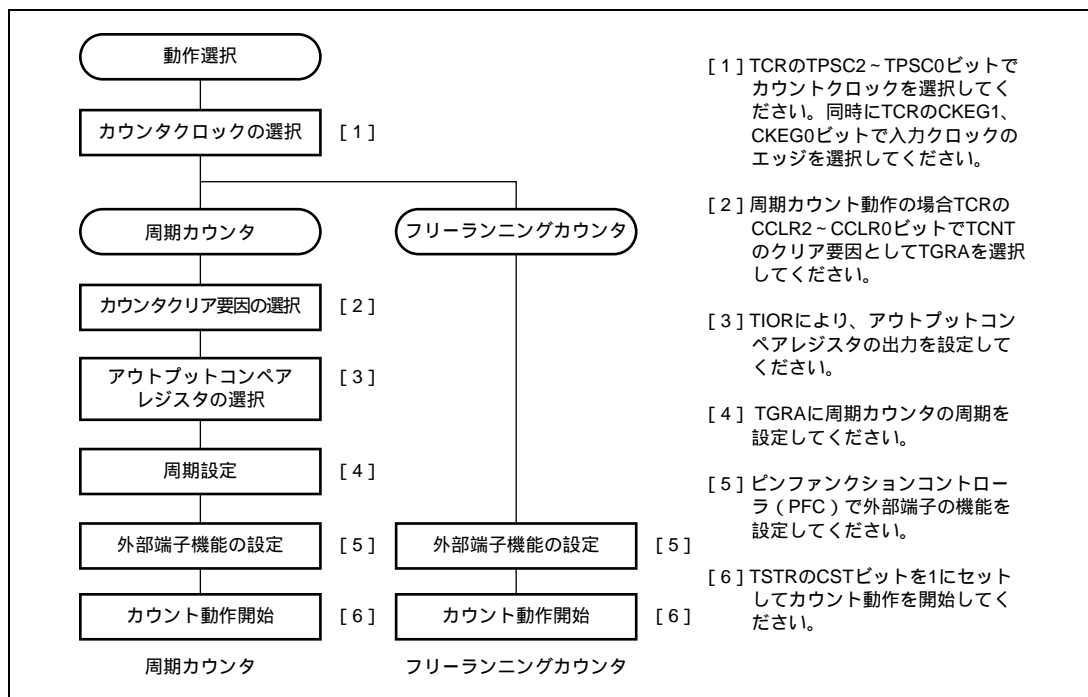 動作選択
カウンタクロックの選択 [1]
周期カウンタ フリーランニングカウンタ
カウンタクリア要因の選択 [2]
アウトプットコンペア
レジスタの選択 [3]
周期設定 [4]
外部端子機能の設定 [5] 外部端子機能の設定 [5]
カウント動作開始 [6] カウント動作開始 [6]
周期カウンタ フリーランニングカウンタ
[1] TCRのTPSC2~TPSC0ビットで
カウントクロックを選択してく
ださい。同時にTCRのCKEG1、
CKEG0ビットで入力クロックの
エッジを選択してください。
[2] 周期カウント動作の場合TCRの
CCLR2~CCLR0ビットでTCNT
のクリア要因としてTGRAを選択
してください。
[3] TIORにより、アウトプットコン
ペアレジスタの出力を設定して
ください。
[4] TGRAに周期カウンタの周期を
設定してください。
[5] ピンファンクションコントロー
ラ(PFC)で外部端子の機能を
設定してください。
[6] TSTRのCSTビットを1にセット
してカウント動作を開始してく
ださい。